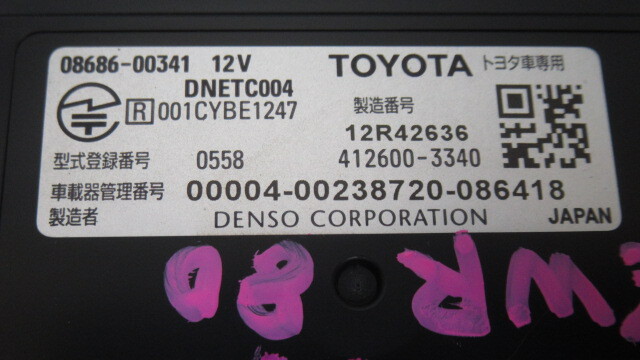 08686-00341 12V TOYOTA トヨタ車専用
DNETC004
R 001CYBE1247 製造番号
12R42636
型式登録番号 0558 412600-3340
車載器管理番号 00004-00238720-086418
製造者 DENSO CORPORATION JAPAN